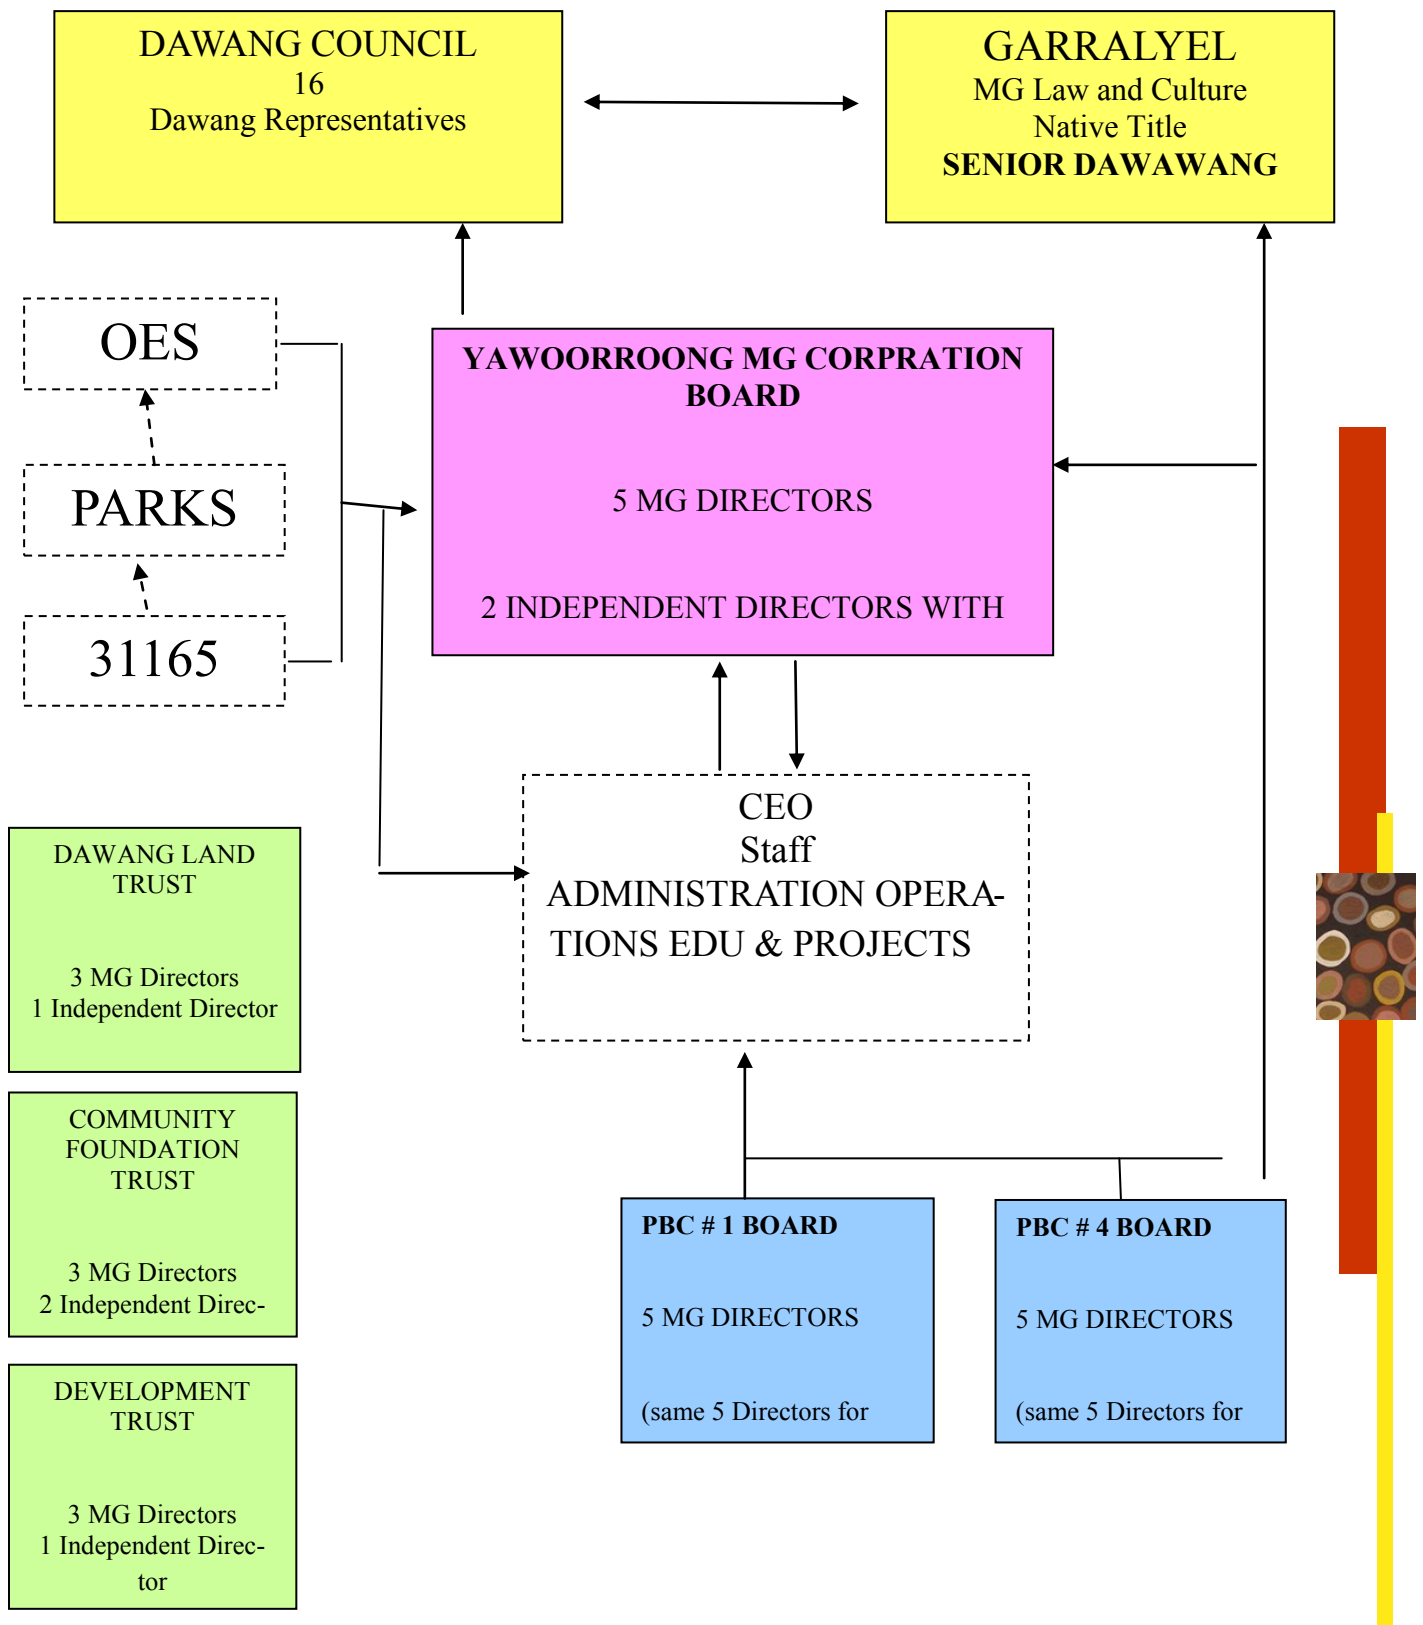 DAWANG COUNCIL
16
Dawang Representatives
GARRALYEL
MG Law and Culture
Native Title
SENIOR DAWAWANG
OES
PARKS
31165
YAWOORROONG MG CORPRATION
BOARD
5 MG DIRECTORS
2 INDEPENDENT DIRECTORS WITH
CEO
Staff
ADMINISTRATION OPERA-
TIONS EDU & PROJECTS
DAWANG LAND
TRUST
3 MG Directors
1 Independent Director
COMMUNITY
FOUNDATION
TRUST
3 MG Directors
2 Independent Direc-
DEVELOPMENT
TRUST
3 MG Directors
1 Independent Direc-
tor
PBC # 1 BOARD
5 MG DIRECTORS
(same 5 Directors for
PBC # 4 BOARD
5 MG DIRECTORS
(same 5 Directors for